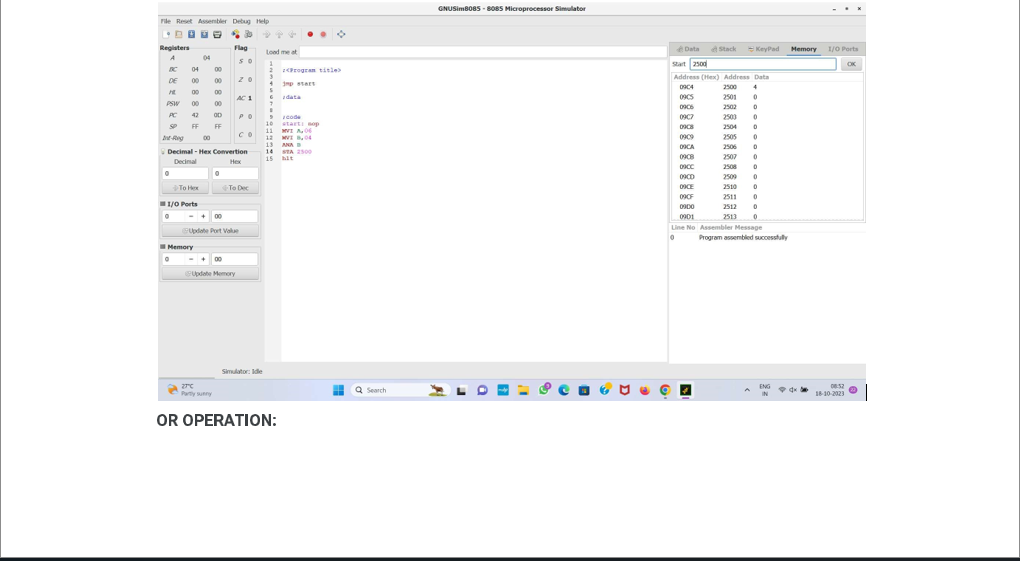 GNUSim8085 - 8085 Microprocessor Simulator
File Reset Assembler Debug Help
Registers
A 04
BC 04 00
DE 00 00
HL 00 00
PSW 00 00
PC 42 0D
SP FF FF
Int-Reg 00
Flag
S 0
Z 0
AC 1
P 0
C 0
Decimal - Hex Convertion
Decimal Hex
0 0
To Hex To Dec
I/O Ports
0 - + 00
Update Port Value
Memory
0 - + 00
Update Memory
Load me at
1
2 ;<Program title>
3
4 jmp start
5
6 ;data
7
8
9 ;code
10 start: nop
11 MVI A,06
12 MVI B,04
13 ANA B
14 STA 2500
15 hlt
Data Stack KeyPad Memory I/O Ports
Start 2500 OK
Address (Hex) Address Data
09C4 2500 4
09C5 2501 0
09C6 2502 0
09C7 2503 0
09C8 2504 0
09C9 2505 0
09CA 2506 0
09CB 2507 0
09CC 2508 0
09CD 2509 0
09CE 2510 0
09CF 2511 0
09D0 2512 0
09D1 2513 0
Line No Assembler Message
0 Program assembled successfully
Simulator: Idle
27°C
Partly sunny
Search
ENG
IN
08:52
18-10-2023
OR OPERATION: